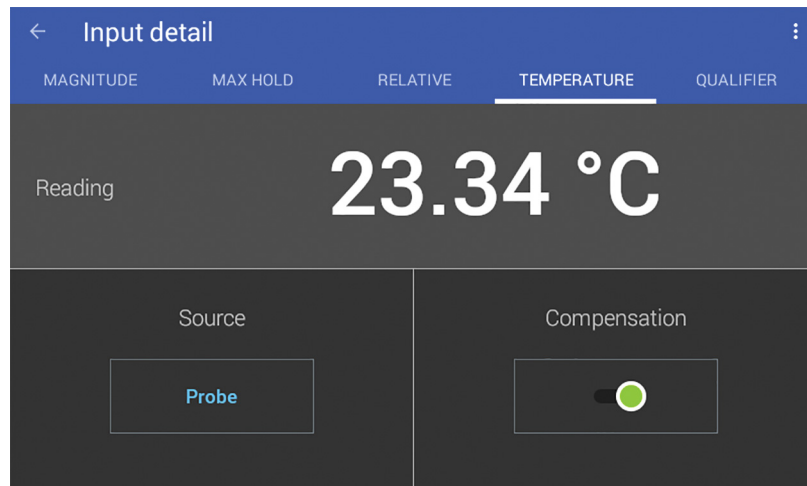 Input detail
MAGNITUDE MAX HOLD RELATIVE TEMPERATURE QUALIFIER
Reading 23.34 °C
Source Compensation
Probe